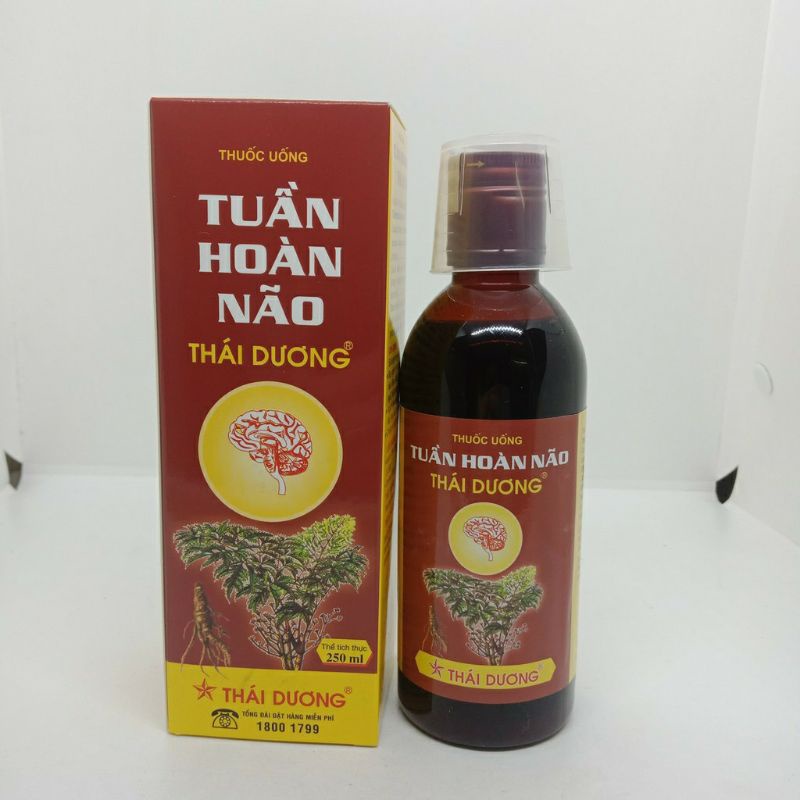 THUỐC UỐNG
TUẦN
HOÀN
NÃO
THÁI DƯƠNG®
Thể tích thực
250 ml
THÁI DƯƠNG®
TỔNG ĐÀI ĐẶT HÀNG MIỄN PHÍ
1800 1799
THUỐC UỐNG
TUẦN HOÀN NÃO
THÁI DƯƠNG®
THÁI DƯƠNG®